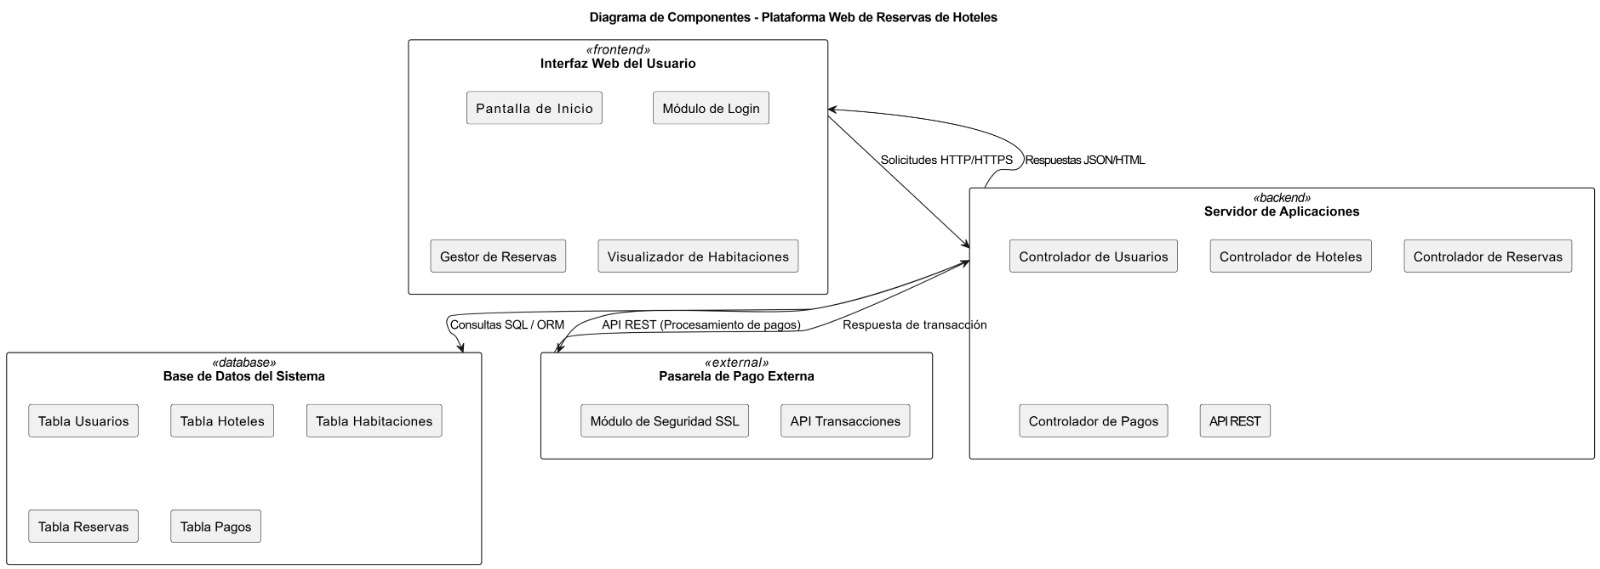 Diagrama de Componentes - Plataforma Web de Reservas de Hoteles
«frontend»
Interfaz Web del Usuario
Pantalla de Inicio
Módulo de Login
Gestor de Reservas
Visualizador de Habitaciones
Solicitudes HTTP/HTTPS
Respuestas JSON/HTML
«backend»
Servidor de Aplicaciones
Controlador de Usuarios
Controlador de Hoteles
Controlador de Reservas
Controlador de Pagos
API REST
Consultas SQL / ORM
API REST (Procesamiento de pagos)
Respuesta de transacción
«database»
Base de Datos del Sistema
Tabla Usuarios
Tabla Hoteles
Tabla Habitaciones
Tabla Reservas
Tabla Pagos
«external»
Pasarela de Pago Externa
Módulo de Seguridad SSL
API Transacciones